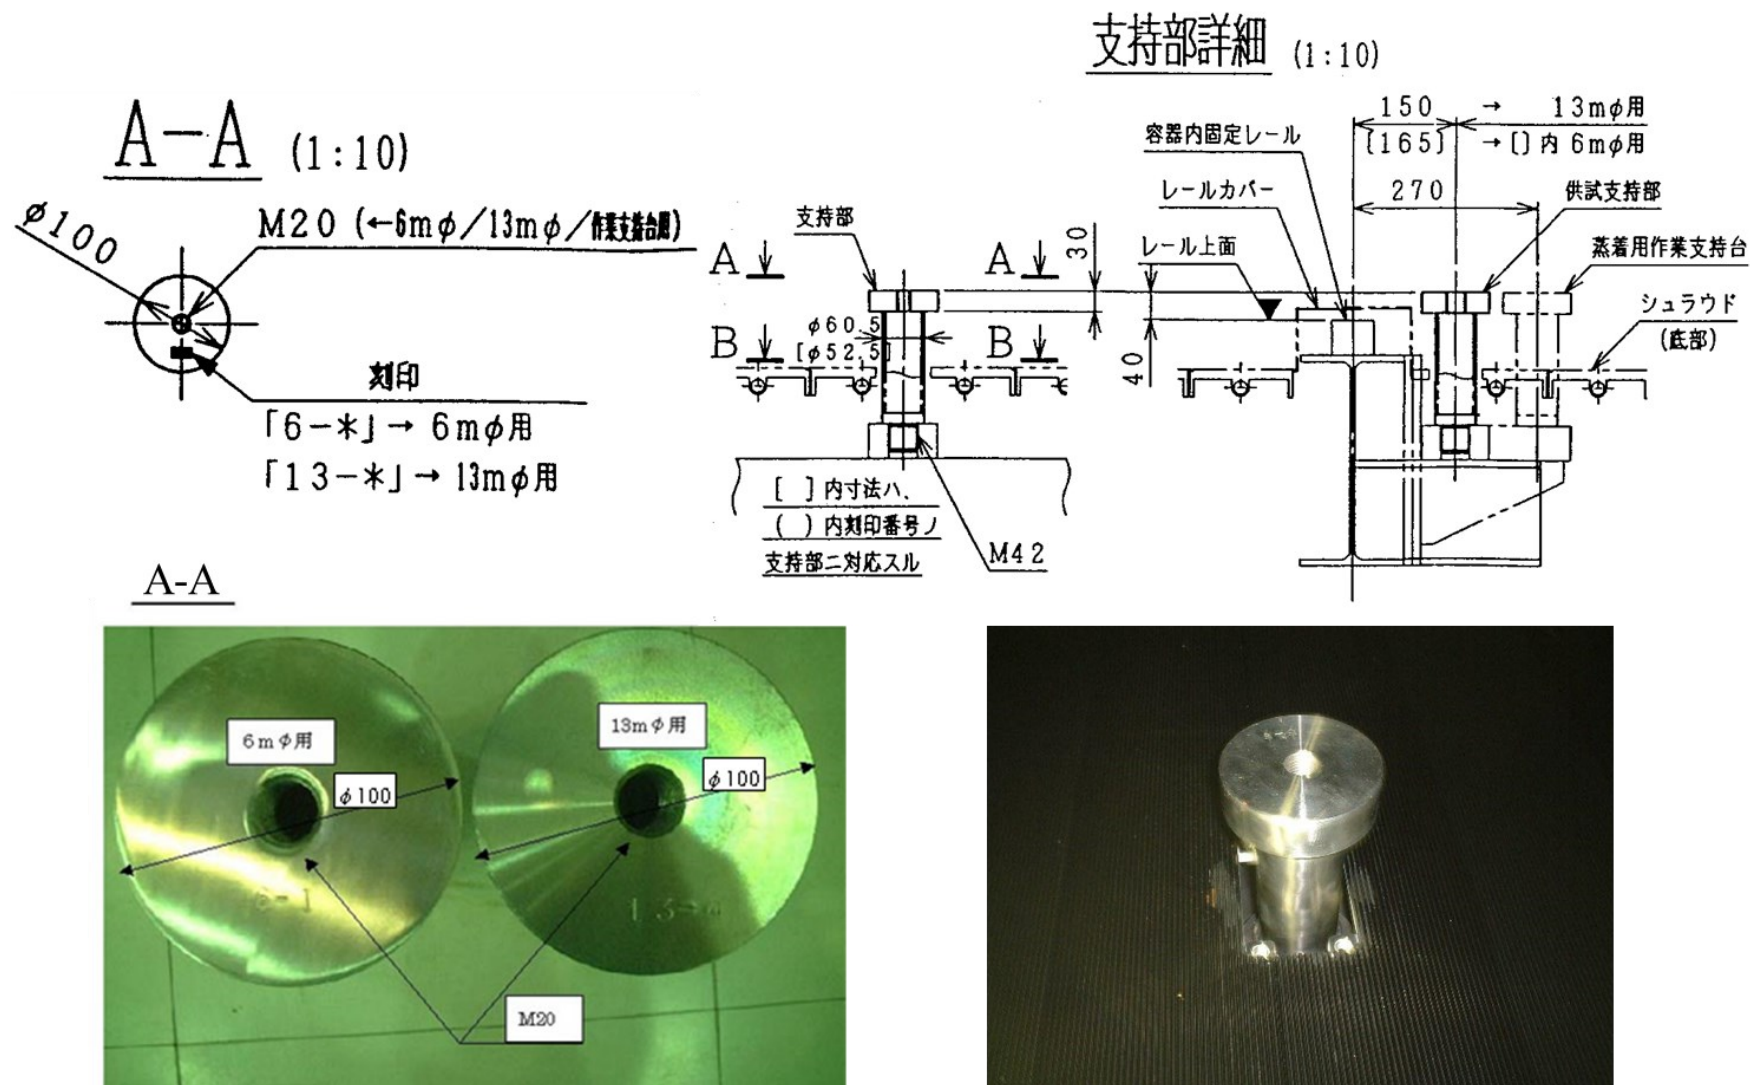 支持部詳細 (1:10)
A-A (1:10)
φ100
M20 (←6mφ/13mφ/作業支持台用)
刻印
「6-*」→ 6mφ用
「13-*」→ 13mφ用
支持部
A
A
B
B
φ60.5
[φ52.5]
[ ] 内寸法ハ、
( ) 内刻印番号ノ
支持部ニ対応スル
M42
150 → 13mφ用
[165] → [] 内 6mφ用
270
容器内固定レール
レールカバー
レール上面
30
40
供試支持部
蒸着用作業支持台
シュラウド
(底部)
A-A
6mφ用
φ100
13mφ用
φ100
M20
6-1